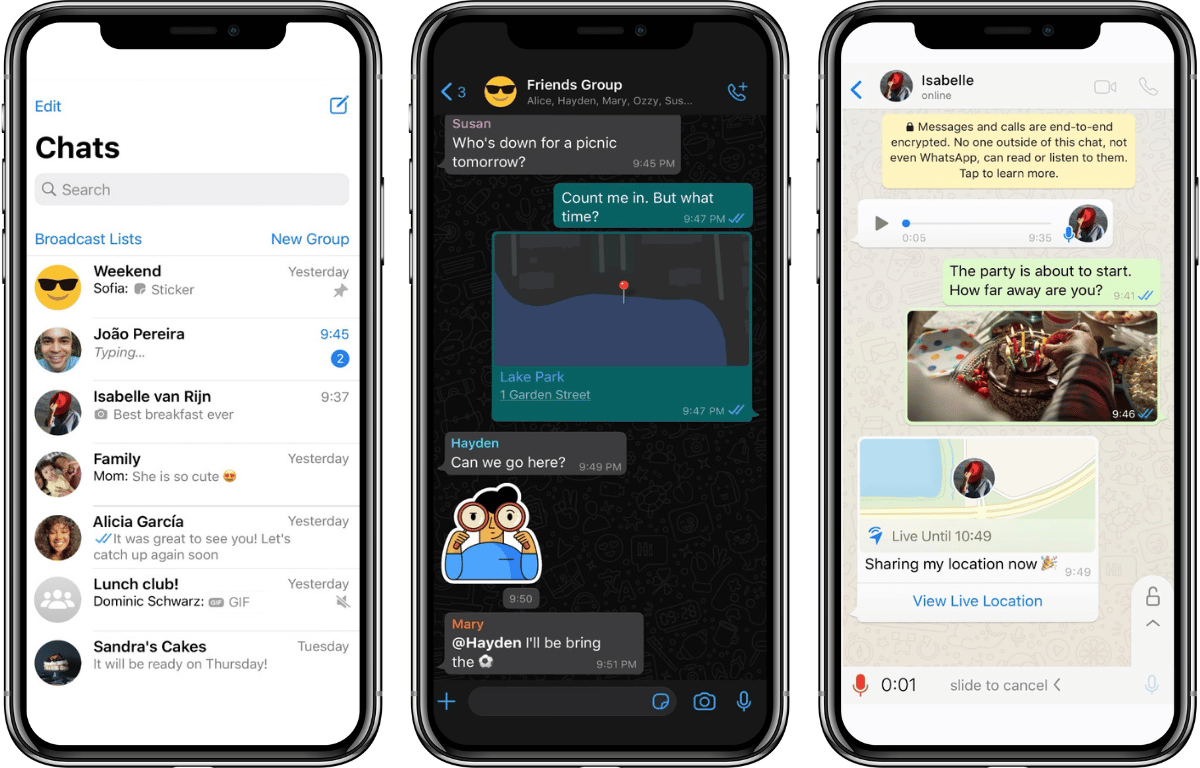 Edit
Chats
Search
Broadcast Lists New Group
Weekend Yesterday
Sofia: Sticker
João Pereira 9:45
Typing... 2
Isabelle van Rijn 9:37
Best breakfast ever
Family Yesterday
Mom: She is so cute 😍
Alicia García Yesterday
It was great to see you! Let's
catch up again soon
Lunch club! Yesterday
Dominic Schwarz: GIF GIF
Sandra's Cakes Tuesday
It will be ready on Thursday!
3 Friends Group
Alice, Hayden, Mary, Ozzy, Sus...
Susan
Who's down for a picnic
tomorrow? 9:45 PM
Count me in. But what
time? 9:47 PM
Lake Park
1 Garden Street
9:47 PM
Hayden
Can we go here? 9:49 PM
9:50
Mary
@Hayden I'll be bring
the ⚽ 9:51 PM
Isabelle
online
Messages and calls are end-to-end
encrypted. No one outside of this chat, not
even WhatsApp, can read or listen to them.
Tap to learn more.
0:05 9:35
The party is about to start.
How far away are you? 9:41
9:46
Live Until 10:49
Sharing my location now 🎉 9:49
View Live Location
0:01 slide to cancel <